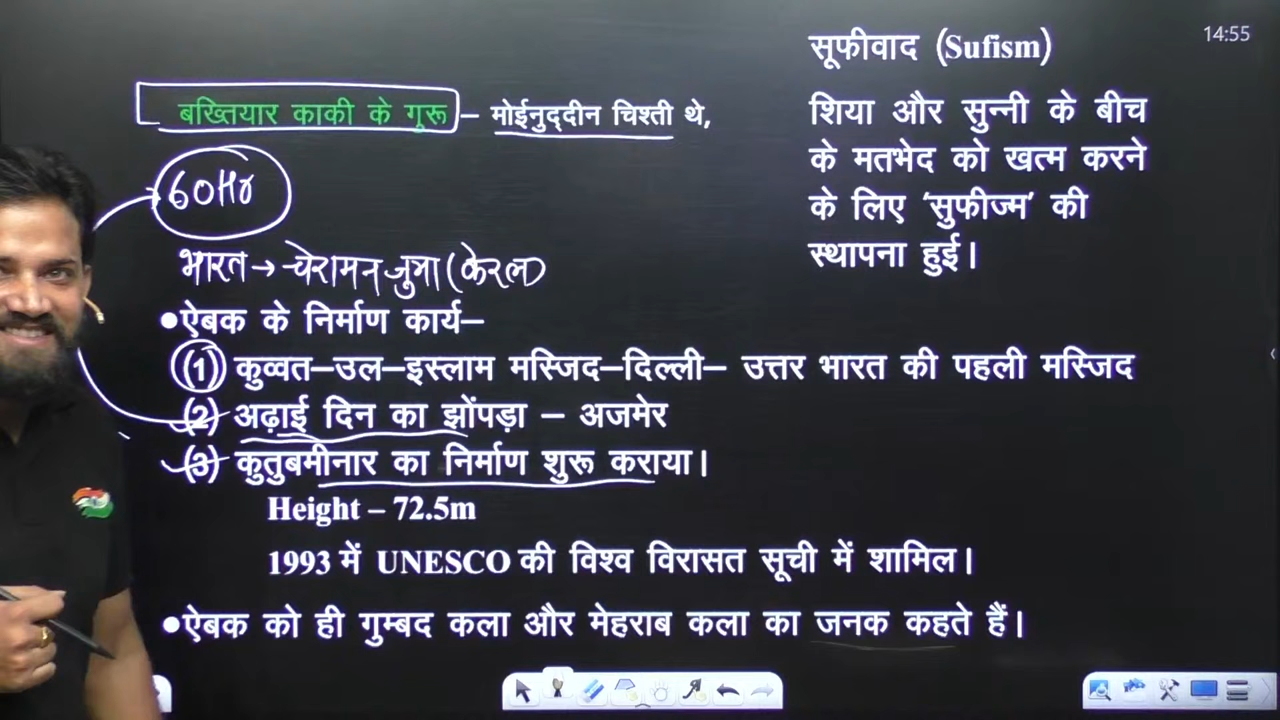 14:55
सूफीवाद (Sufism)
शिया और सुन्नी के बीच
के मतभेद को खत्म करने
के लिए 'सुफीज्म' की
स्थापना हुई।
बख्तियार काकी के गुरू – मोईनुद्दीन चिश्ती थे,
60Hr
भारत → चेरामन जुमा (केरल)
•ऐबक के निर्माण कार्य–
(1) कुव्वत–उल–इस्लाम मस्जिद–दिल्ली– उत्तर भारत की पहली मस्जिद
(2) अढ़ाई दिन का झोंपड़ा – अजमेर
(3) कुतुबमीनार का निर्माण शुरू कराया।
Height – 72.5m
1993 में UNESCO की विश्व विरासत सूची में शामिल।
•ऐबक को ही गुम्बद कला और मेहराब कला का जनक कहते हैं।